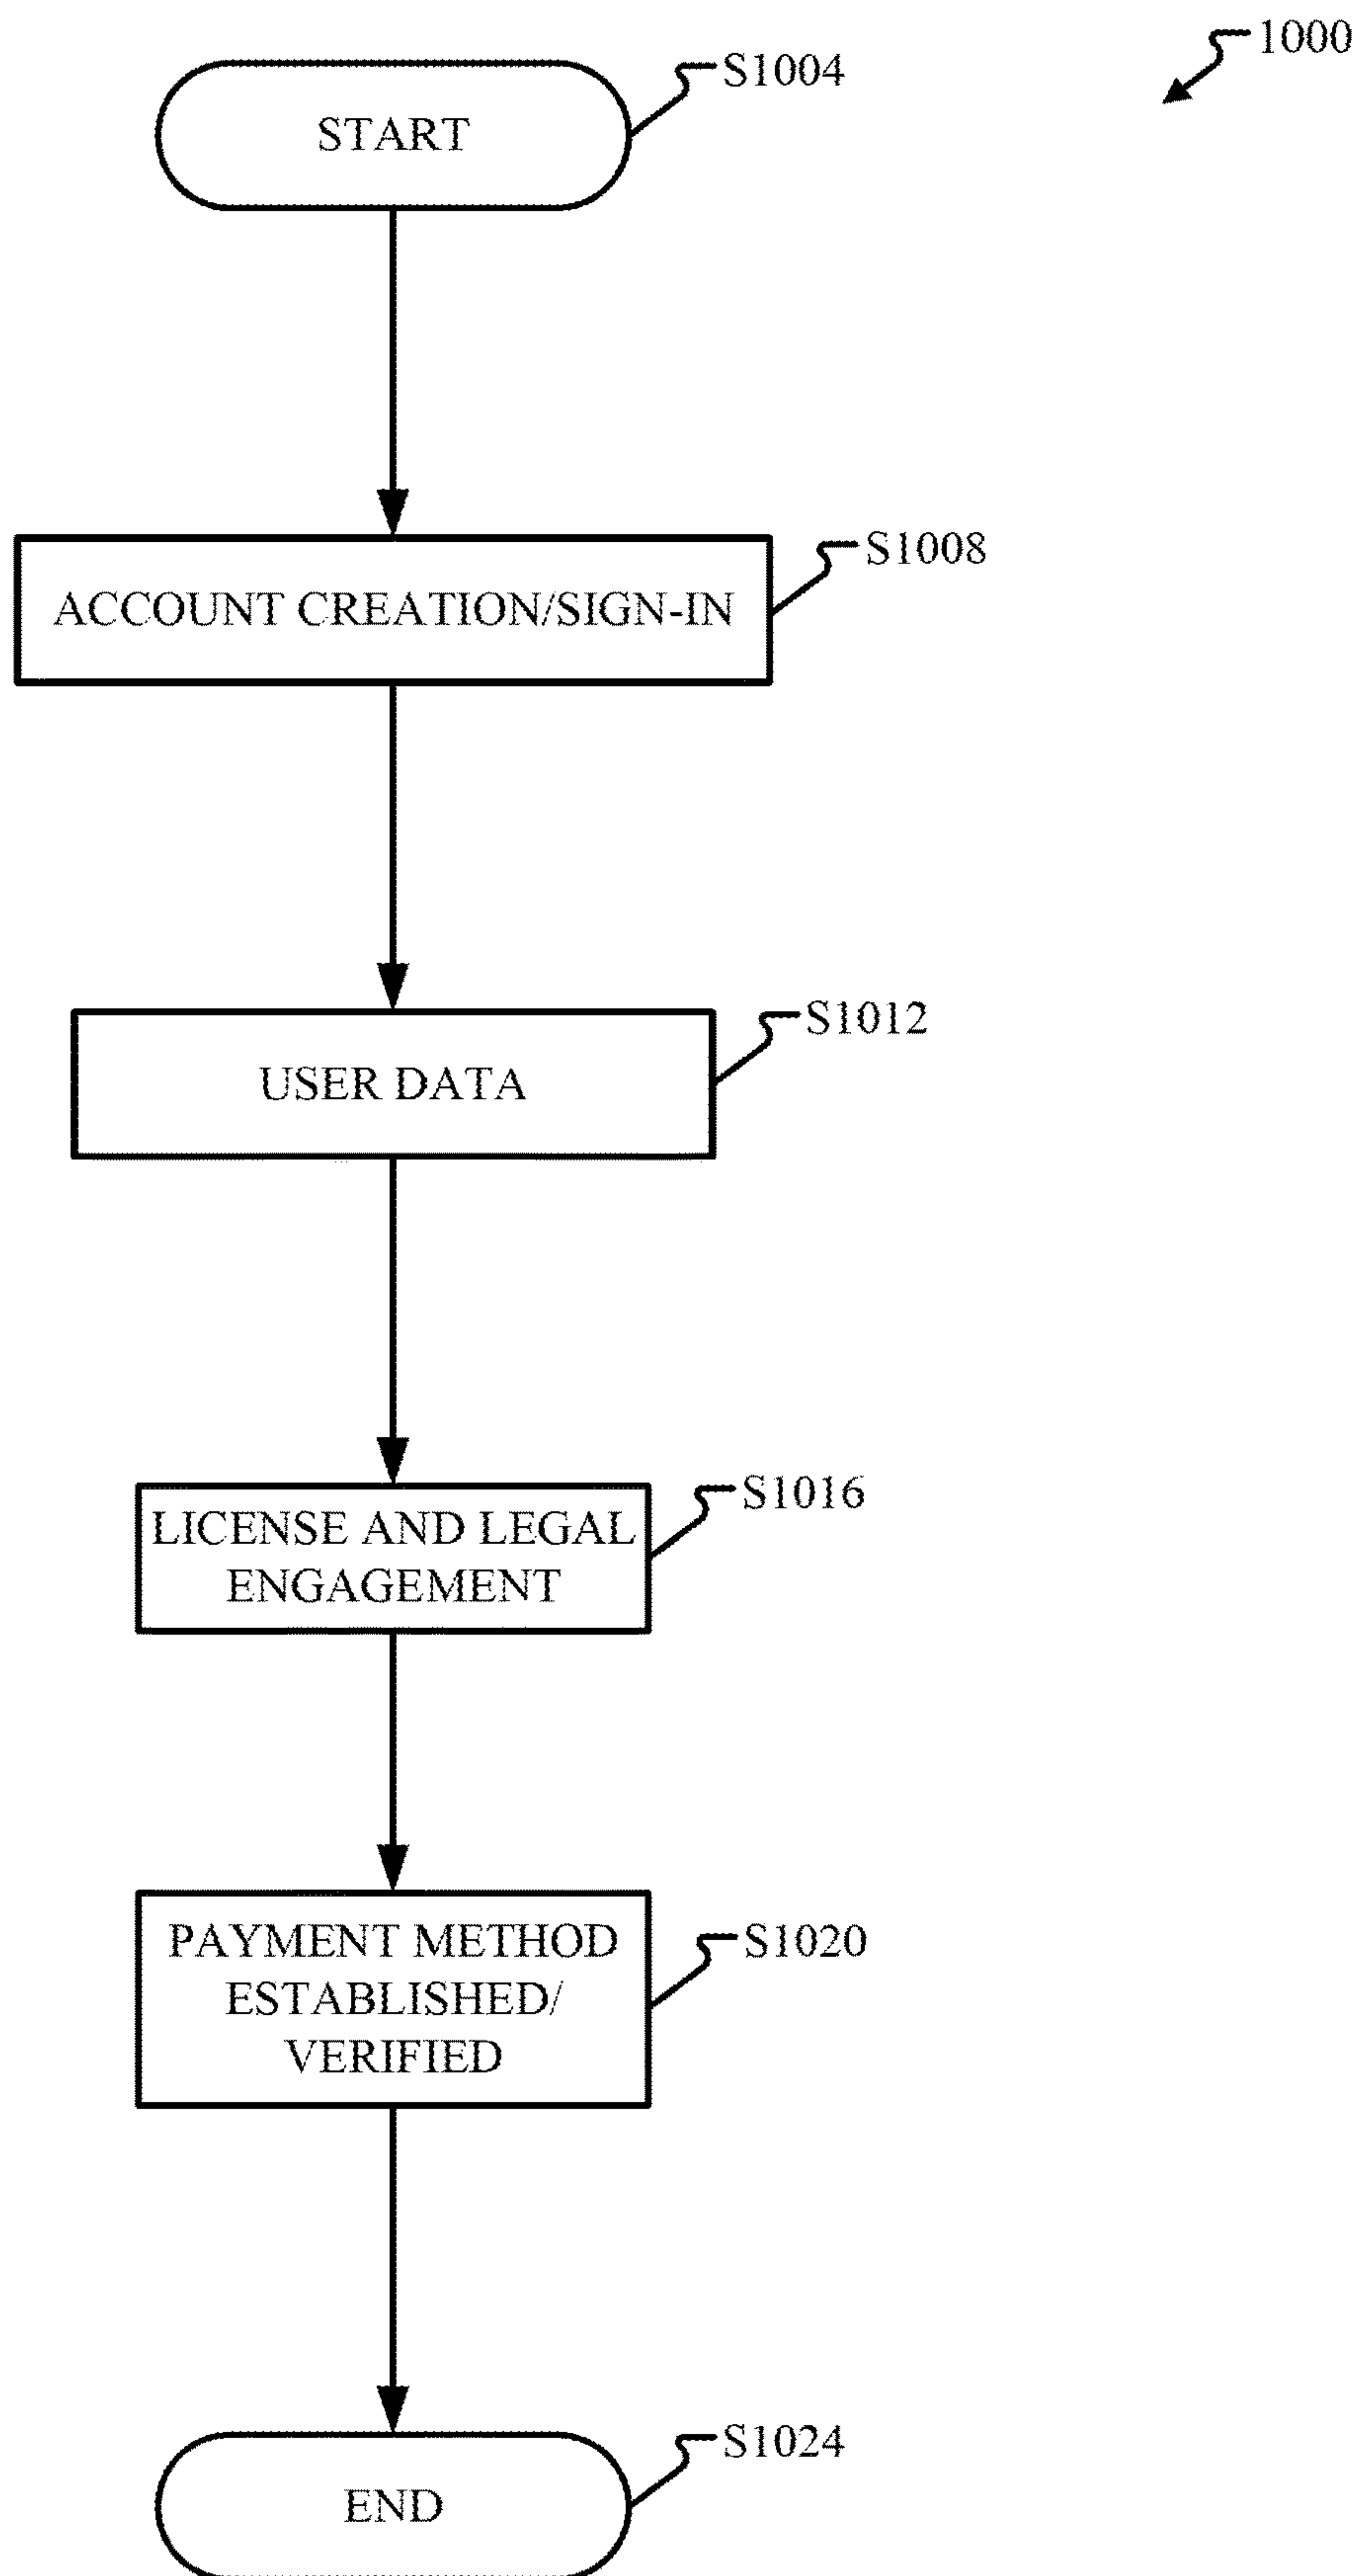 1000
S1004
START
S1008
ACCOUNT CREATION/SIGN-IN
S1012
USER DATA
S1016
LICENSE AND LEGAL
ENGAGEMENT
S1020
PAYMENT METHOD
ESTABLISHED/
VERIFIED
S1024
END